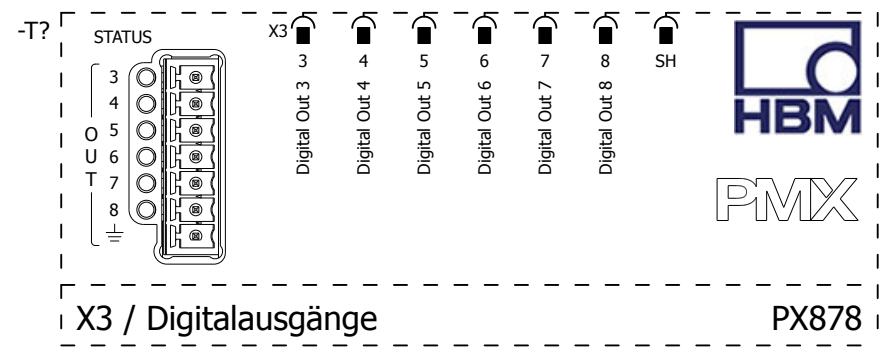 -T?
STATUS
X3
3 4 5 6 7 8 SH
Digital Out 3
Digital Out 4
Digital Out 5
Digital Out 6
Digital Out 7
Digital Out 8
OUT
3
4
5
6
7
8
HBM
PMX
X3 / Digitalausgänge PX878